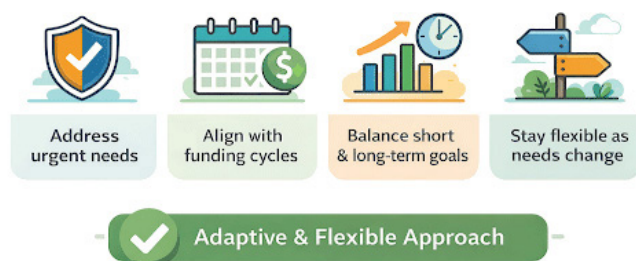 Address
urgent needs
Align with
funding cycles
Balance short
& long-term goals
Stay flexible as
needs change
$
Adaptive & Flexible Approach